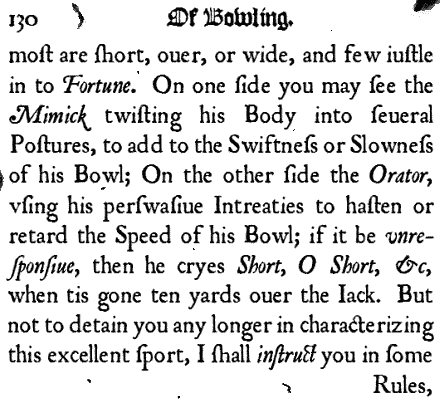 130 Of Bowling.
moſt are ſhort, ouer, or wide, and few iuſtle
in to Fortune. On one ſide you may ſee the
Mimick twiſting his Body into ſeueral
Poſtures, to add to the Swiftneſs or Slowneſs
of his Bowl; On the other ſide the Orator,
vſing his perſwaſiue Intreaties to haſten or
retard the Speed of his Bowl; if it be vnre-
ſponſiue, then he cryes Short, O Short, &c,
when tis gone ten yards ouer the Iack. But
not to detain you any longer in characterizing
this excellent ſport, I ſhall inſtruct you in ſome
Rules,